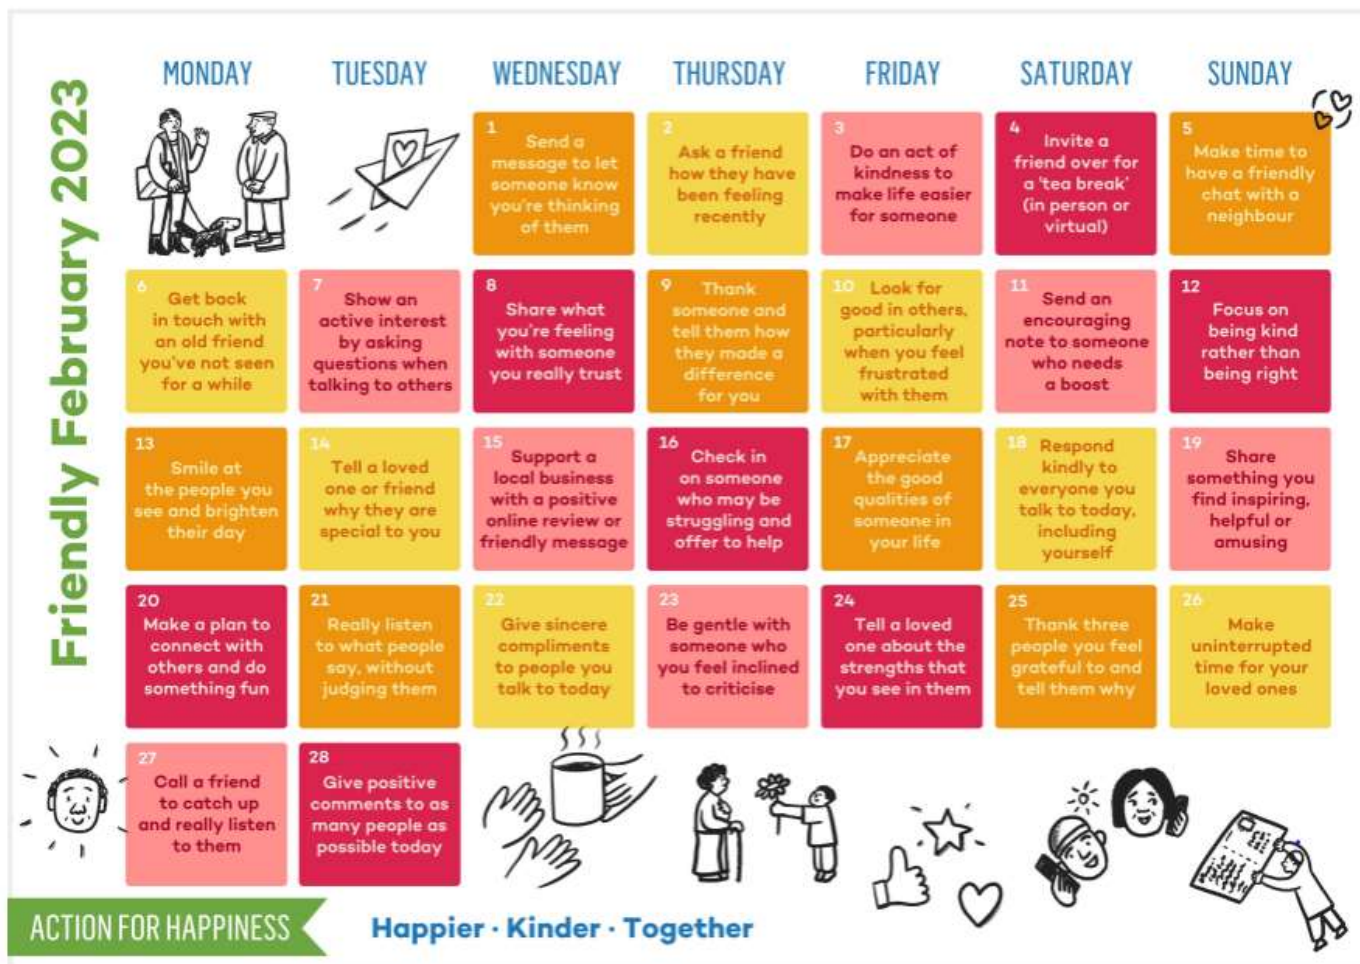 Friendly February 2023
MONDAY
TUESDAY
WEDNESDAY
THURSDAY
FRIDAY
SATURDAY
SUNDAY
1
Send a
message to let
someone know
you're thinking
of them
2
Ask a friend
how they have
been feeling
recently
3
Do an act of
kindness to
make life easier
for someone
4
Invite a
friend over for
a 'tea break'
(in person or
virtual)
5
Make time to
have a friendly
chat with a
neighbour
6
Get back
in touch with
an old friend
you've not seen
for a while
7
Show an
active interest
by asking
questions when
talking to others
8
Share what
you're feeling
with someone
you really trust
9
Thank
someone and
tell them how
they made a
difference
for you
10
Look for
good in others,
particularly
when you feel
frustrated
with them
11
Send an
encouraging
note to someone
who needs
a boost
12
Focus on
being kind
rather than
being right
13
Smile at
the people you
see and brighten
their day
14
Tell a loved
one or friend
why they are
special to you
15
Support a
local business
with a positive
online review or
friendly message
16
Check in
on someone
who may be
struggling and
offer to help
17
Appreciate
the good
qualities of
someone in
your life
18
Respond
kindly to
everyone you
talk to today,
including
yourself
19
Share
something you
find inspiring,
helpful or
amusing
20
Make a plan to
connect with
others and do
something fun
21
Really listen
to what people
say, without
judging them
22
Give sincere
compliments
to people you
talk to today
23
Be gentle with
someone who
you feel inclined
to criticise
24
Tell a loved
one about the
strengths that
you see in them
25
Thank three
people you feel
grateful to and
tell them why
26
Make
uninterrupted
time for your
loved ones
27
Call a friend
to catch up
and really listen
to them
28
Give positive
comments to as
many people as
possible today
ACTION FOR HAPPINESS
Happier · Kinder · Together